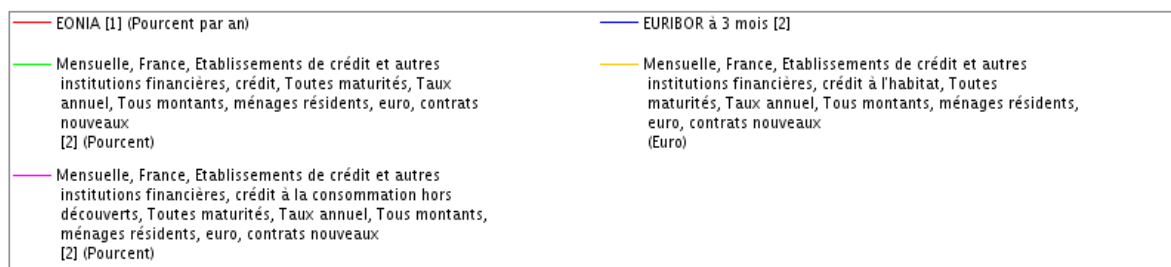 EONIA [1] (Pourcent par an)
EURIBOR à 3 mois [2]
Mensuelle, France, Etablissements de crédit et autres
institutions financières, crédit, Toutes maturités, Taux
annuel, Tous montants, ménages résidents, euro, contrats
nouveaux
[2] (Pourcent)
Mensuelle, France, Etablissements de crédit et autres
institutions financières, crédit à l'habitat, Toutes
maturités, Taux annuel, Tous montants, ménages résidents,
euro, contrats nouveaux
(Euro)
Mensuelle, France, Etablissements de crédit et autres
institutions financières, crédit à la consommation hors
découverts, Toutes maturités, Taux annuel, Tous montants,
ménages résidents, euro, contrats nouveaux
[2] (Pourcent)